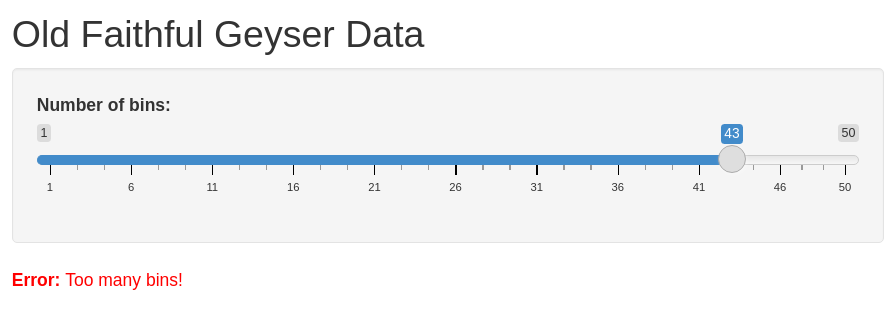 Old Faithful Geyser Data
Number of bins:
1 43 50
1 6 11 16 21 26 31 36 41 46 50
Error: Too many bins!